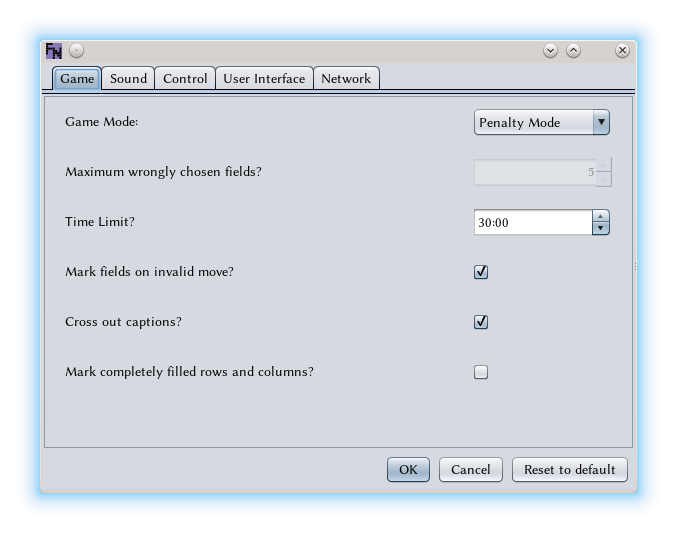 FN
Game Sound Control User Interface Network
Game Mode: Penalty Mode
Maximum wrongly chosen fields? 5
Time Limit? 30:00
Mark fields on invalid move?
Cross out captions?
Mark completely filled rows and columns?
OK Cancel Reset to default